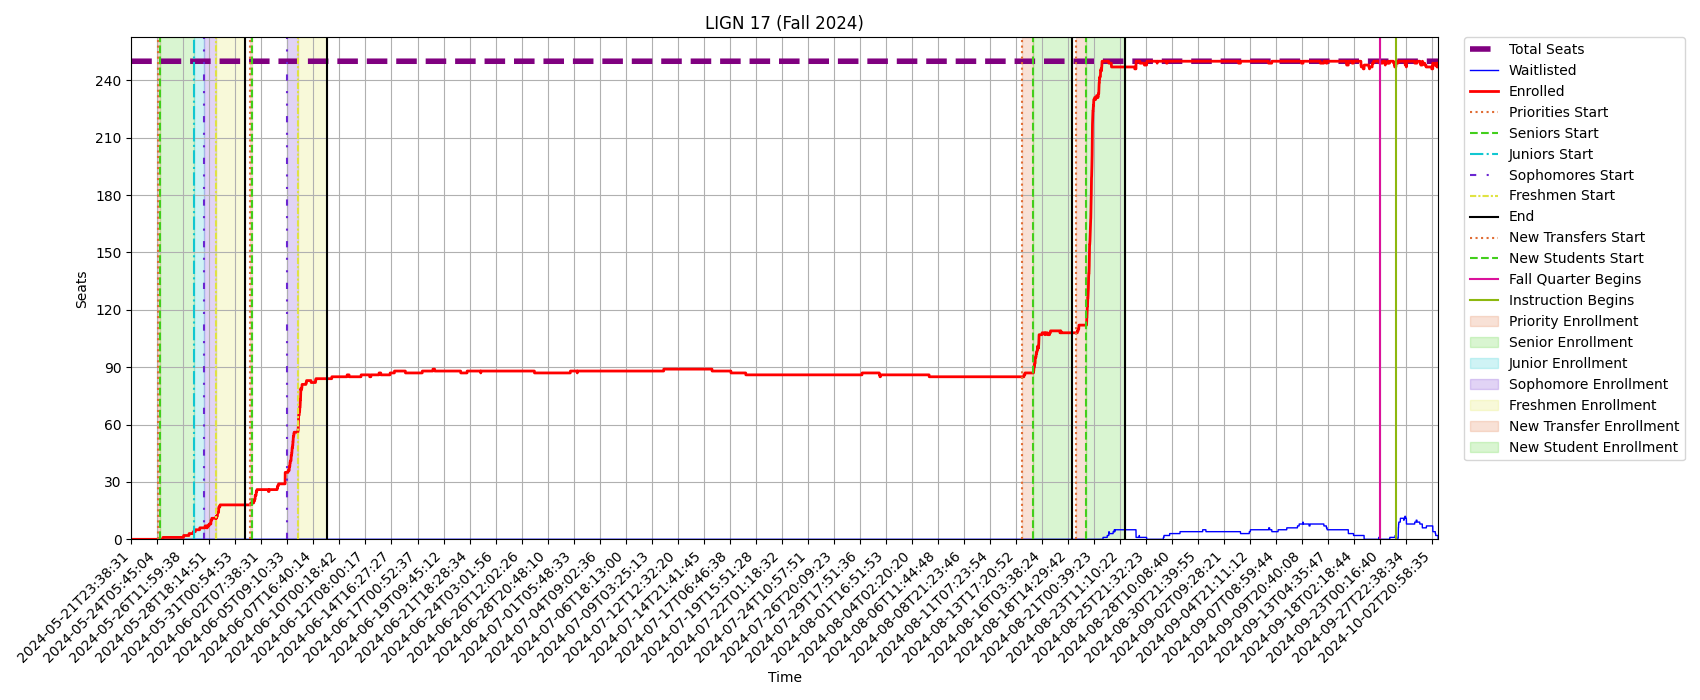 LIGN 17 (Fall 2024)
Seats
240
210
180
150
120
90
60
30
0
2024-05-21T23:38:31
2024-05-24T05:45:04
2024-05-26T11:59:38
2024-05-28T18:14:51
2024-05-31T00:54:53
2024-06-02T07:38:31
2024-06-05T09:10:33
2024-06-07T16:40:14
2024-06-10T00:18:42
2024-06-12T08:00:17
2024-06-14T16:27:27
2024-06-17T00:52:37
2024-06-19T09:45:12
2024-06-21T18:28:34
2024-06-24T03:01:56
2024-06-26T12:02:26
2024-06-28T20:48:10
2024-07-01T05:48:33
2024-07-04T09:02:36
2024-07-06T18:13:00
2024-07-09T03:25:13
2024-07-12T12:32:20
2024-07-14T21:41:45
2024-07-17T06:46:38
2024-07-19T15:51:28
2024-07-22T01:18:32
2024-07-24T10:57:51
2024-07-26T20:09:23
2024-07-29T17:51:36
2024-08-01T16:51:53
2024-08-04T02:20:20
2024-08-06T11:44:48
2024-08-08T21:23:46
2024-08-11T07:23:54
2024-08-13T17:20:52
2024-08-16T03:38:24
2024-08-18T14:29:42
2024-08-21T00:39:23
2024-08-23T11:10:22
2024-08-25T21:32:23
2024-08-28T10:08:40
2024-08-30T21:39:55
2024-09-02T09:28:21
2024-09-04T21:11:12
2024-09-07T08:59:44
2024-09-09T20:40:08
2024-09-13T04:35:47
2024-09-18T02:18:44
2024-09-23T00:16:40
2024-09-27T22:38:34
2024-10-02T20:58:35
Time
Total Seats
Waitlisted
Enrolled
Priorities Start
Seniors Start
Juniors Start
Sophomores Start
Freshmen Start
End
New Transfers Start
New Students Start
Fall Quarter Begins
Instruction Begins
Priority Enrollment
Senior Enrollment
Junior Enrollment
Sophomore Enrollment
Freshmen Enrollment
New Transfer Enrollment
New Student Enrollment